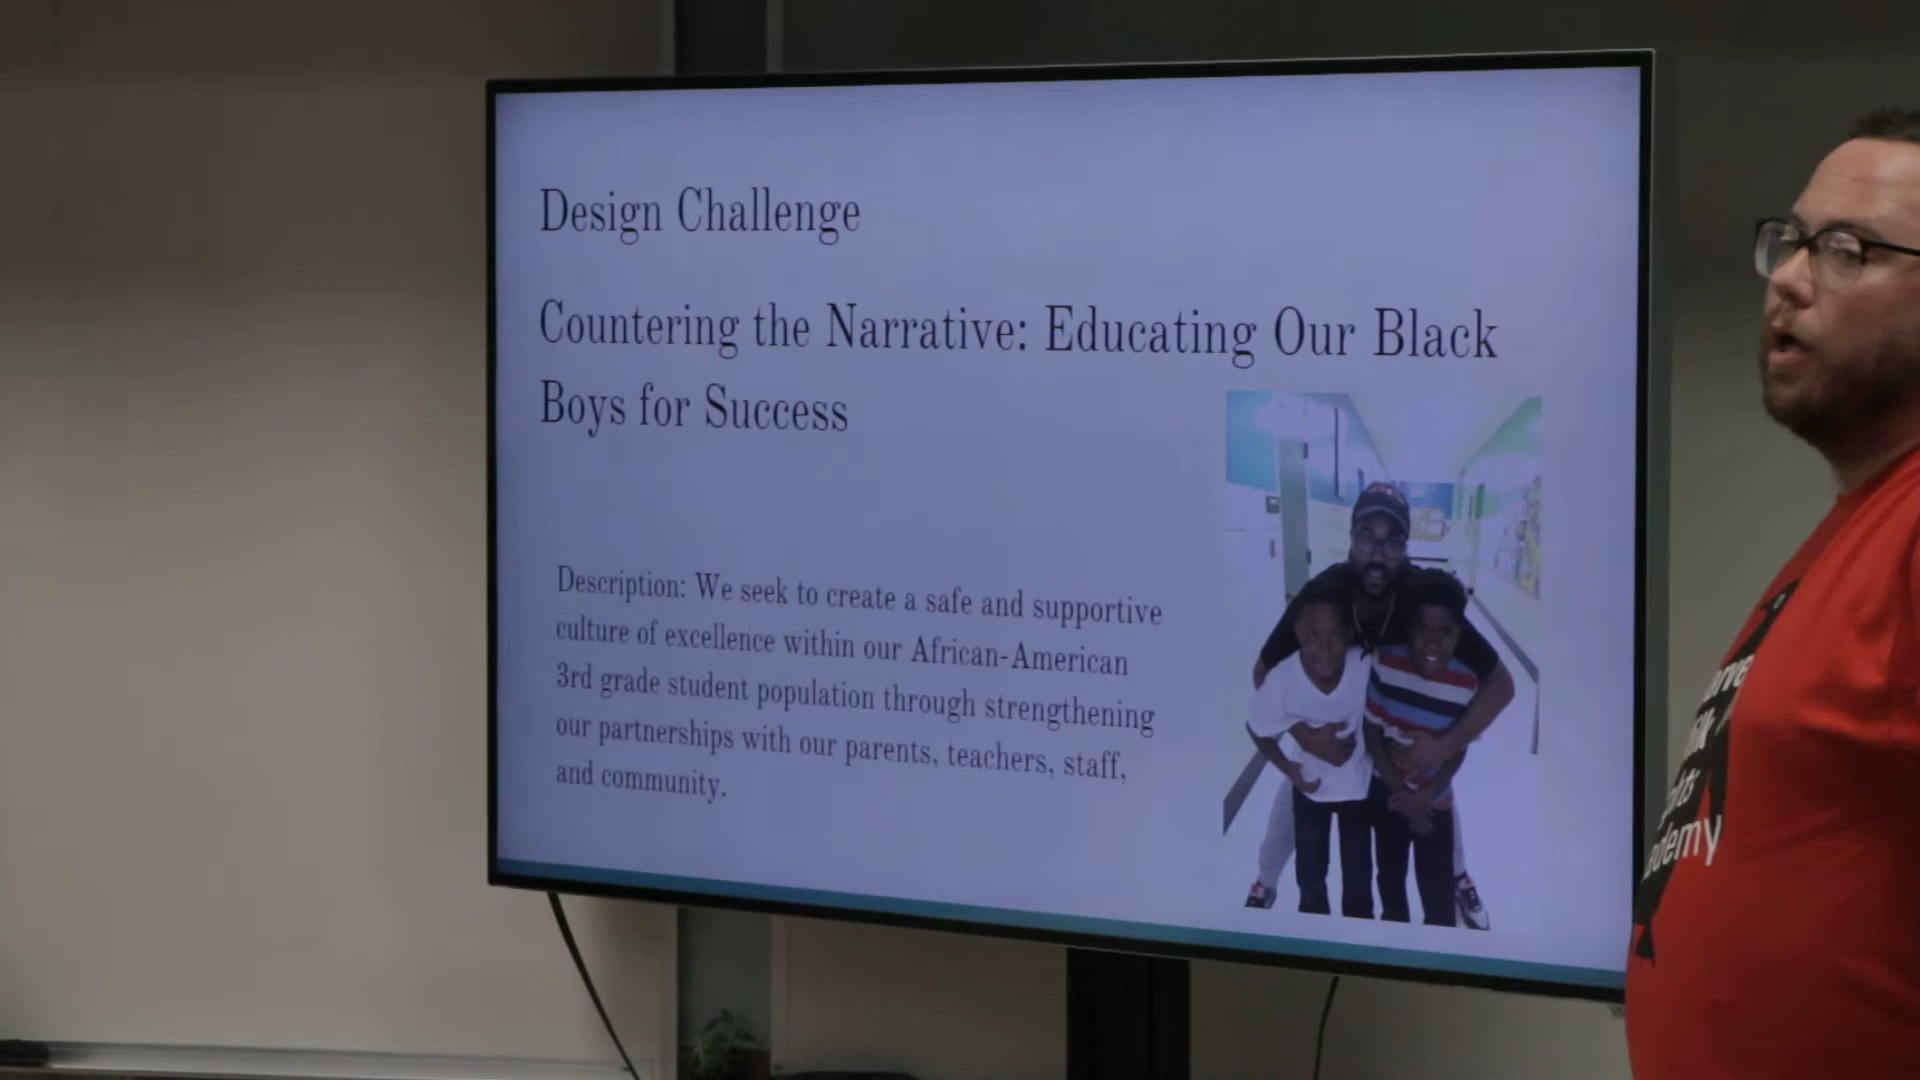 Design Challenge
Countering the Narrative: Educating Our Black
Boys for Success
Description: We seek to create a safe and supportive
culture of excellence within our African-American
3rd grade student population through strengthening
our partnerships with our parents, teachers, staff,
and community.